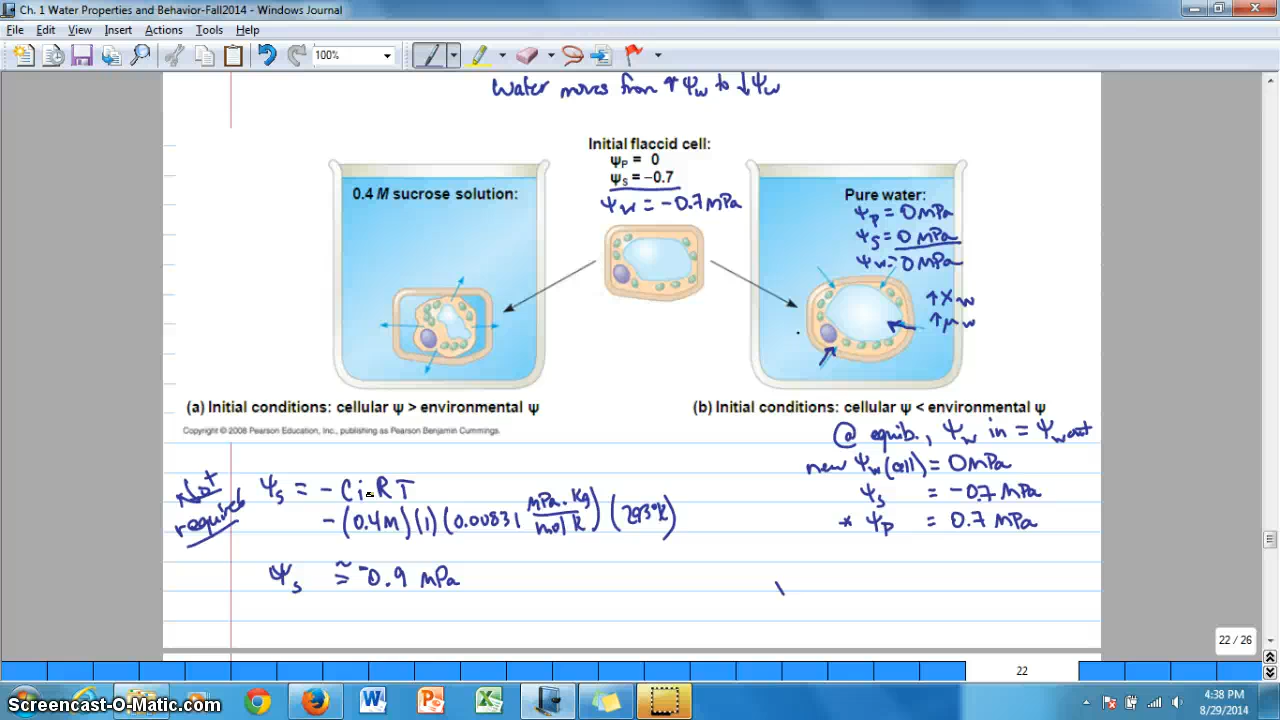 Ch. 1 Water Properties and Behavior-Fall2014 - Windows Journal
File Edit View Insert Actions Tools Help
100%
Water moves from ↑Ψw to ↓Ψw
Initial flaccid cell:
ψP = 0
ψS = −0.7
Ψw = -0.7 MPa
0.4 M sucrose solution:
Pure water:
Ψp = 0 MPa
Ψs = 0 MPa
Ψw = 0 MPa
↑Xw
↑μw
(a) Initial conditions: cellular ψ > environmental ψ
(b) Initial conditions: cellular ψ < environmental ψ
Copyright © 2008 Pearson Education, Inc., publishing as Pearson Benjamin Cummings.
@ equib., Ψw in = Ψw out
new Ψw (cell) = 0 MPa
Ψs = -0.7 MPa
* Ψp = 0.7 MPa
Not
required
Ψs = - C i RT
- (0.4M) (1) (0.00831 MPa·Kg / mol K) (293°K)
Ψs ≅ -0.9 MPa
22 / 26
22
Screencast-O-Matic.com
4:38 PM
8/29/2014